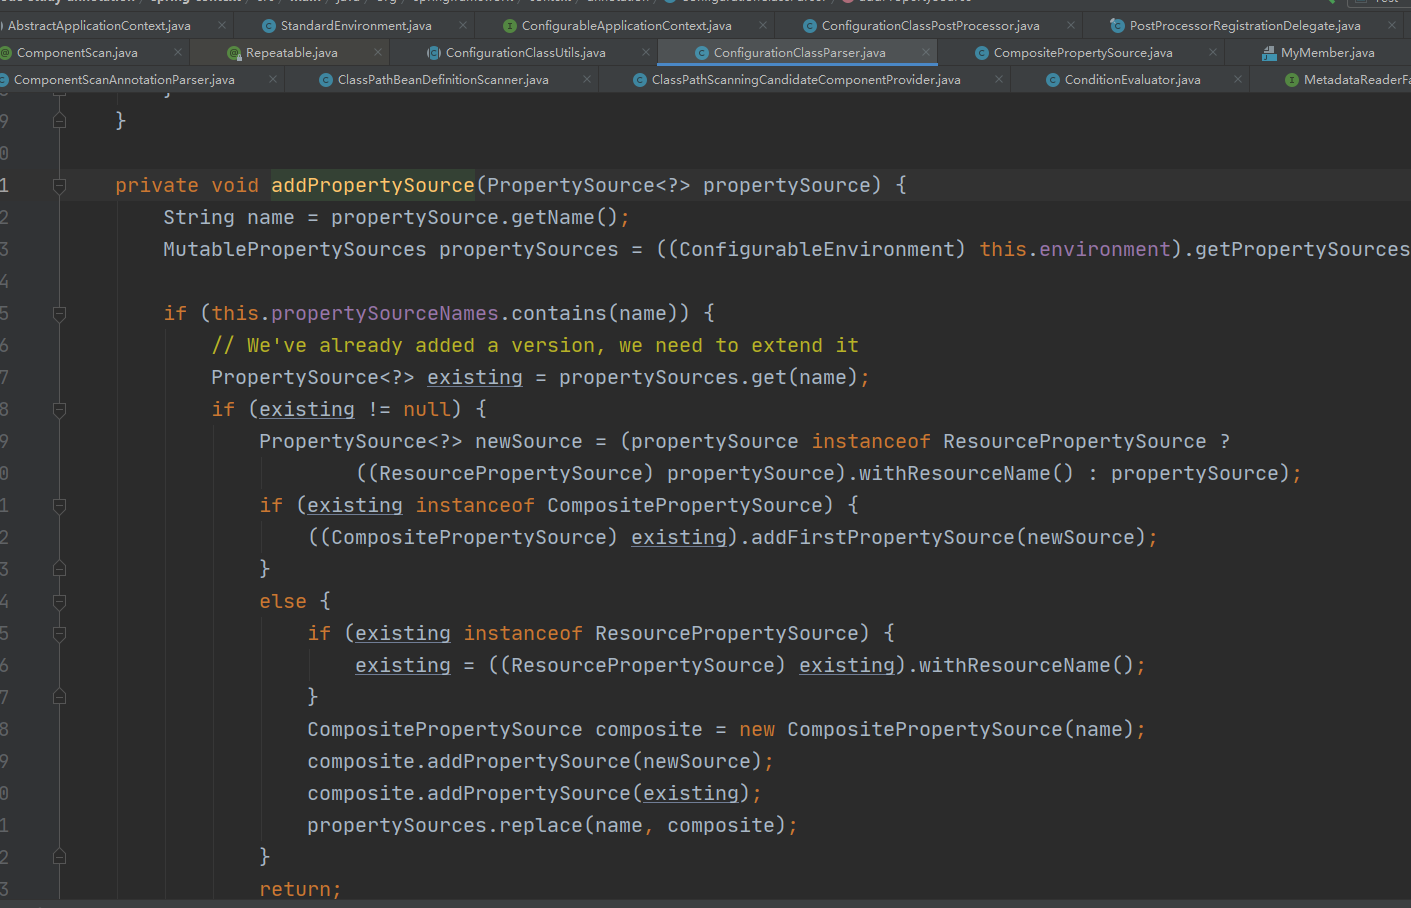 AbstractApplicationContext.java StandardEnvironment.java ConfigurableApplicationContext.java ConfigurationClassPostProcessor.java PostProcessorRegistrationDelegate.java
ComponentScan.java Repeatable.java ConfigurationClassUtils.java ConfigurationClassParser.java CompositePropertySource.java MyMember.java
ComponentScanAnnotationParser.java ClassPathBeanDefinitionScanner.java ClassPathScanningCandidateComponentProvider.java ConditionEvaluator.java MetadataReaderFa
9 }
0
1 private void addPropertySource(PropertySource<?> propertySource) {
2 String name = propertySource.getName();
3 MutablePropertySources propertySources = ((ConfigurableEnvironment) this.environment).getPropertySources
4
5 if (this.propertySourceNames.contains(name)) {
6 // We've already added a version, we need to extend it
7 PropertySource<?> existing = propertySources.get(name);
8 if (existing != null) {
9 PropertySource<?> newSource = (propertySource instanceof ResourcePropertySource ?
0 ((ResourcePropertySource) propertySource).withResourceName() : propertySource);
1 if (existing instanceof CompositePropertySource) {
2 ((CompositePropertySource) existing).addFirstPropertySource(newSource);
3 }
4 else {
5 if (existing instanceof ResourcePropertySource) {
6 existing = ((ResourcePropertySource) existing).withResourceName();
7 }
8 CompositePropertySource composite = new CompositePropertySource(name);
9 composite.addPropertySource(newSource);
0 composite.addPropertySource(existing);
1 propertySources.replace(name, composite);
2 }
3 return;